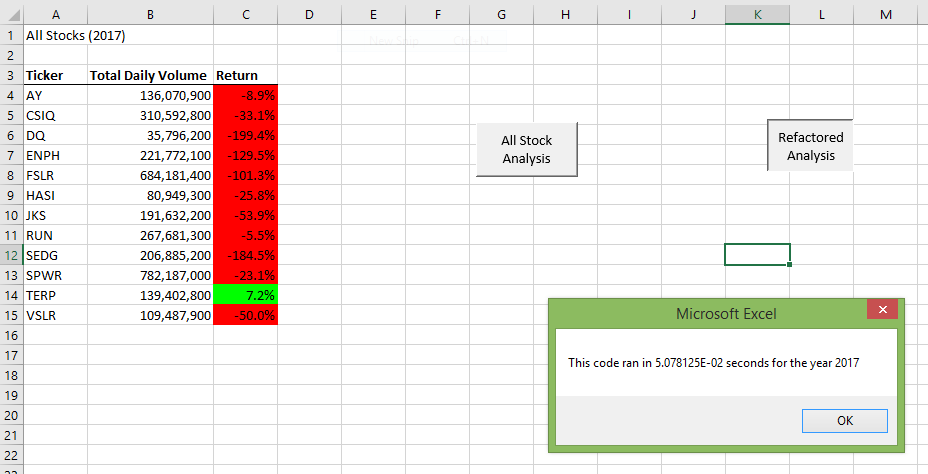 A B C D E F G H I J K L M
1 All Stocks (2017)
2
3 Ticker Total Daily Volume Return
4 AY 136,070,900 -8.9%
5 CSIQ 310,592,800 -33.1%
6 DQ 35,796,200 -199.4%
7 ENPH 221,772,100 -129.5%
8 FSLR 684,181,400 -101.3%
9 HASI 80,949,300 -25.8%
10 JKS 191,632,200 -53.9%
11 RUN 267,681,300 -5.5%
12 SEDG 206,885,200 -184.5%
13 SPWR 782,187,000 -23.1%
14 TERP 139,402,800 7.2%
15 VSLR 109,487,900 -50.0%
16
17
18
19
20
21
22
All Stock
Analysis
Refactored
Analysis
Microsoft Excel
This code ran in 5.078125E-02 seconds for the year 2017
OK